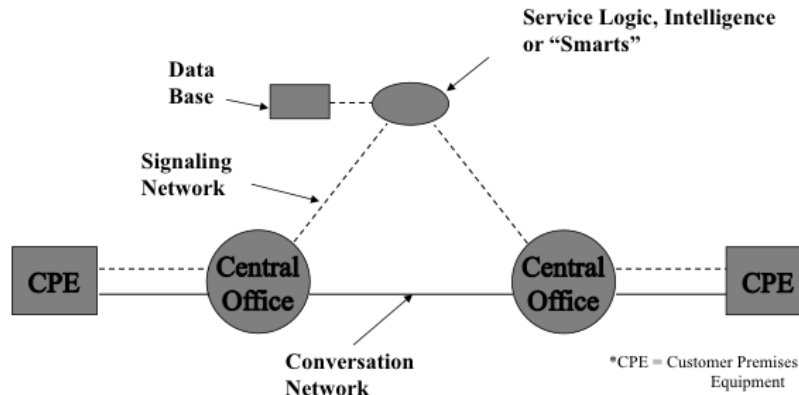 Service Logic, Intelligence
or “Smarts”
Data
Base
Signaling
Network
CPE
Central
Office
Central
Office
CPE
Conversation
Network
*CPE = Customer Premises
Equipment